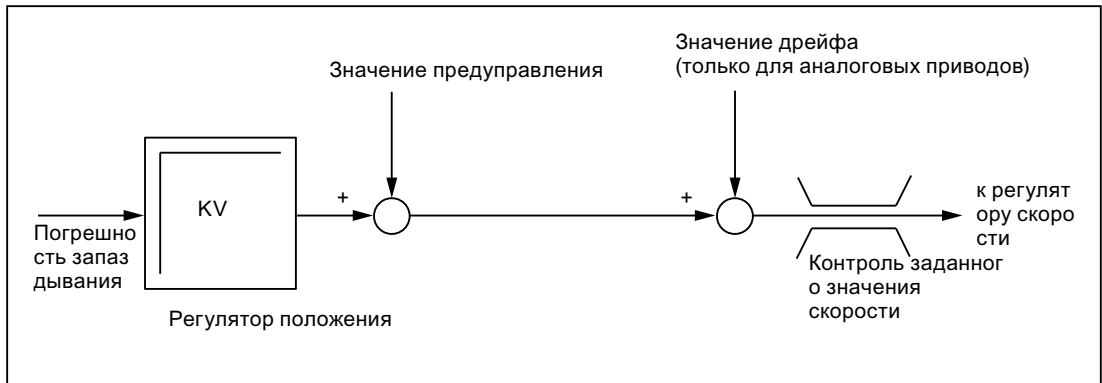 Значение предуправления
Значение дрейфа
(только для аналоговых приводов)
+
+
KV
Погрешно
сть запаз
дывания
к регулят
ору скоро
сти
Контроль заданног
о значения
скорости
Регулятор положения